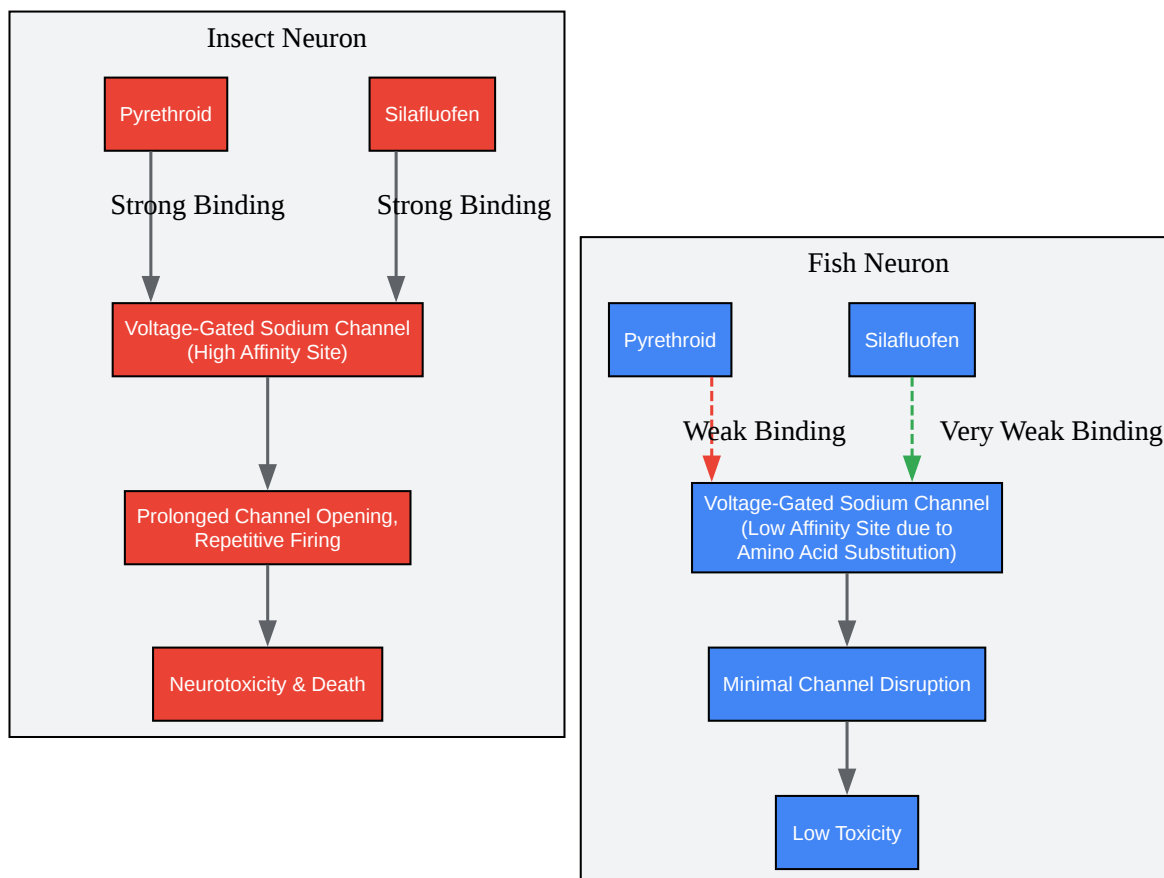 Insect Neuron
Pyrethroid
Silafluofen
Strong Binding
Strong Binding
Voltage-Gated Sodium Channel
(High Affinity Site)
Prolonged Channel Opening,
Repetitive Firing
Neurotoxicity & Death
Fish Neuron
Pyrethroid
Silafluofen
Weak Binding
Very Weak Binding
Voltage-Gated Sodium Channel
(Low Affinity Site due to
Amino Acid Substitution)
Minimal Channel Disruption
Low Toxicity